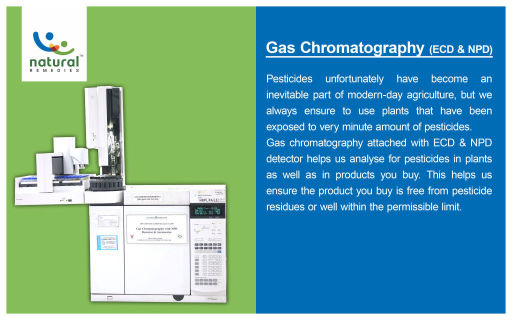 natural
REMEDIES
TM
Gas Chromatography (ECD & NPD)
Pesticides unfortunately have become an
inevitable part of modern-day agriculture, but we
always ensure to use plants that have been
exposed to very minute amount of pesticides.
Gas chromatography attached with ECD & NPD
detector helps us analyse for pesticides in plants
as well as in products you buy. This helps us
ensure the product you buy is free from pesticide
residues or well within the permissible limit.
Gas Chromatography with NPD
Detector & Accessories